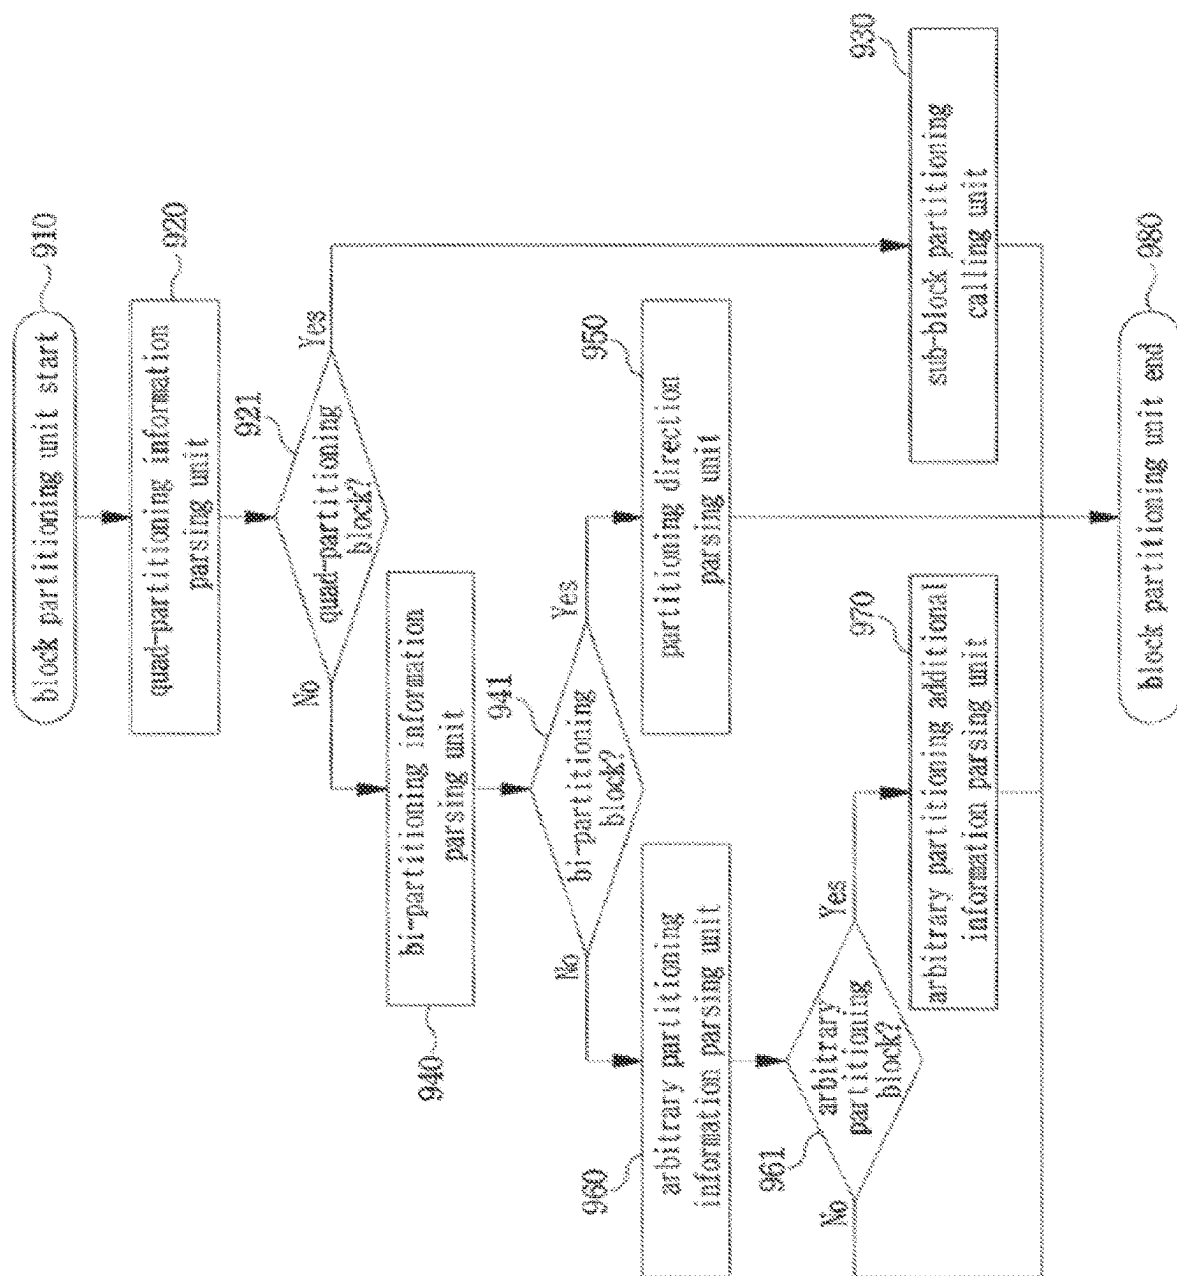 910
block partitioning unit start
920
quad-partitioning information
parsing unit
921
quad-partitioning
block?
Yes
No
930
sub-block partitioning
calling unit
940
bi-partitioning information
parsing unit
941
bi-partitioning
block?
Yes
No
950
partitioning direction
parsing unit
960
arbitrary partitioning
information parsing unit
961
arbitrary
partitioning
block?
Yes
No
970
arbitrary partitioning additional
information parsing unit
980
block partitioning unit end